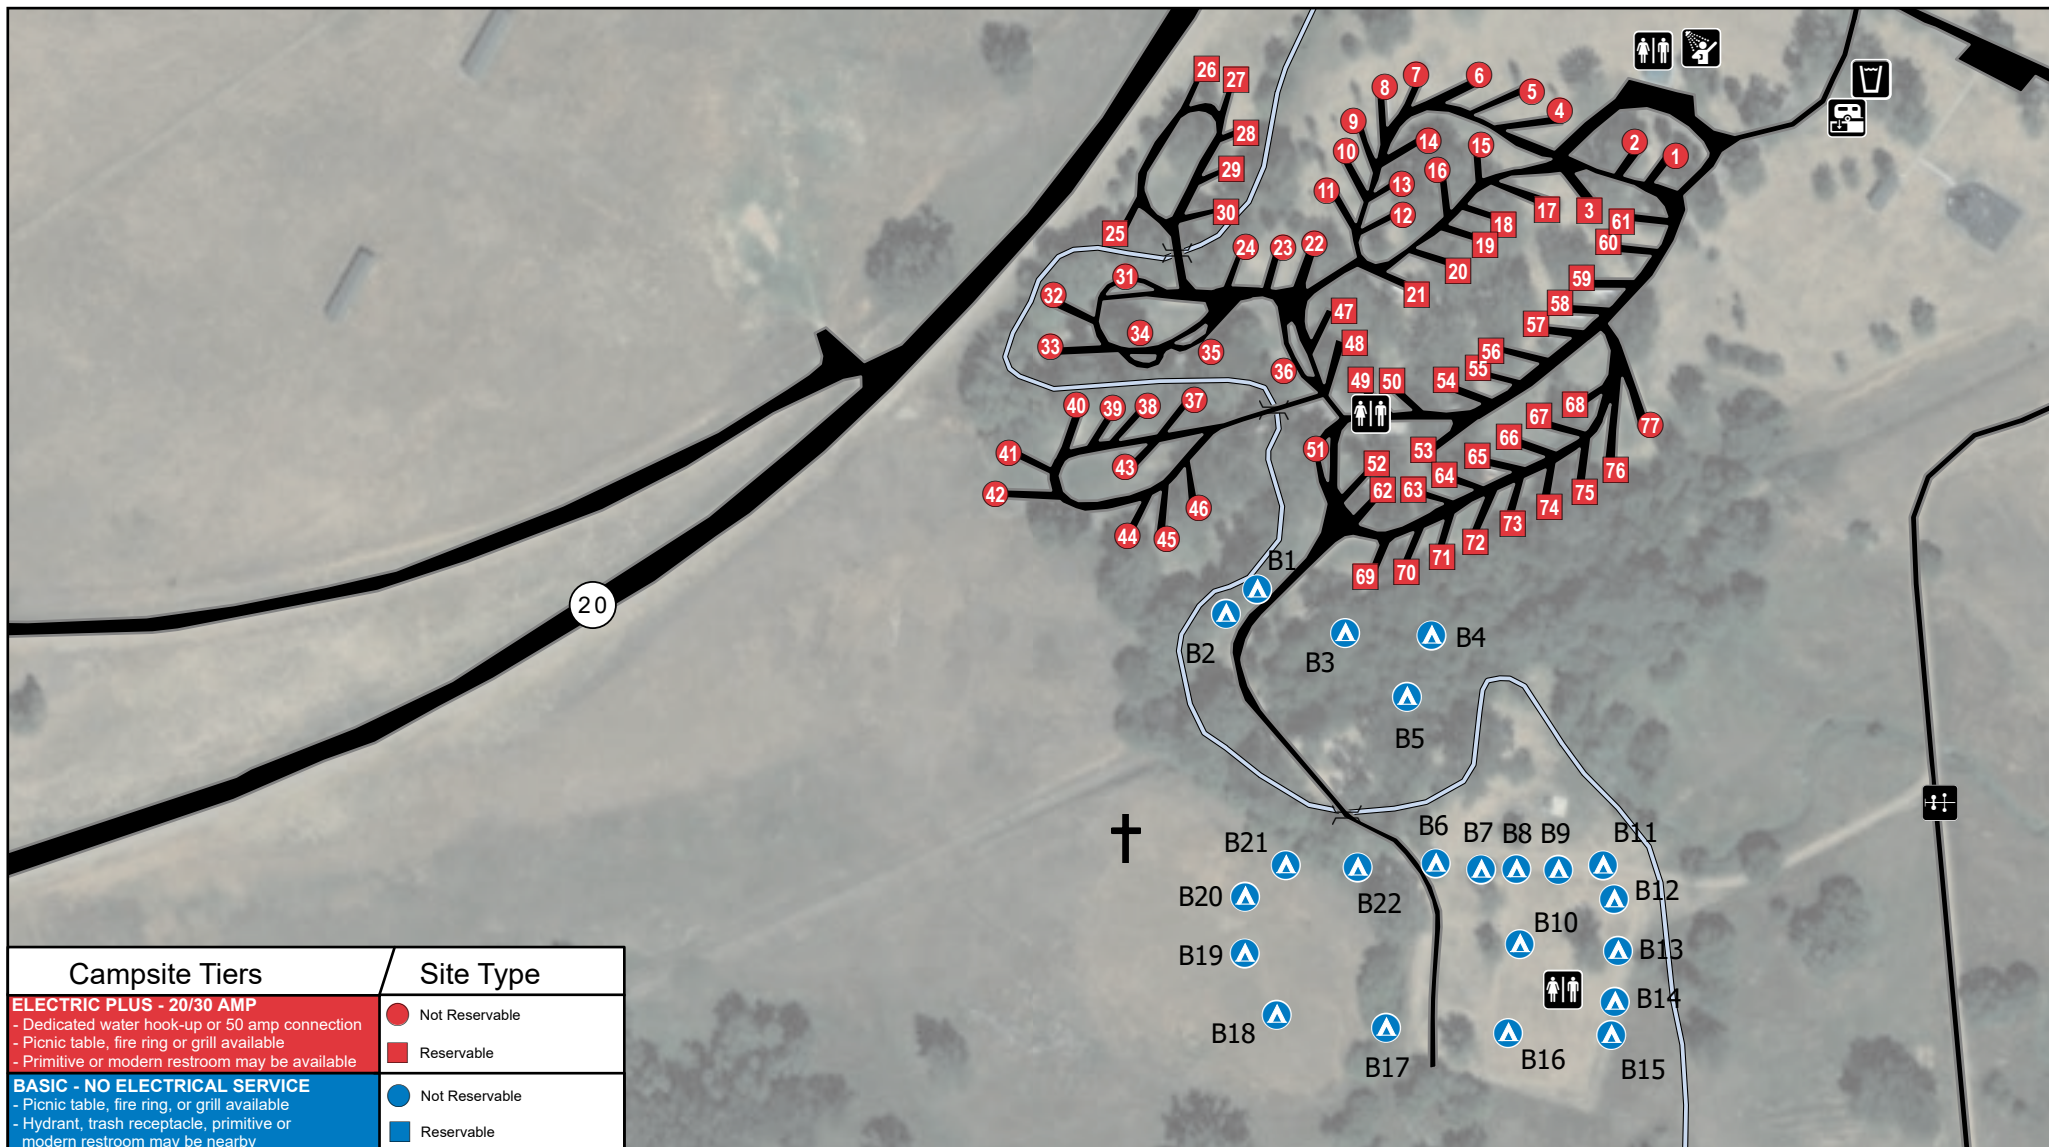 26
27
28
29
30
25
8
7
6
5
4
9
10
14
15
16
13
11
12
2
1
17
3
61
18
60
19
20
59
21
58
57
24
23
22
31
32
34
33
35
36
47
48
56
55
49
50
54
40
39
38
37
41
43
42
44
45
46
51
52
53
62
63
64
65
66
67
68
77
76
75
74
73
72
71
70
69
20
B1
B2
B3
B4
B5
B6
B7
B8
B9
B11
B21
B20
B22
B12
B10
B19
B13
B14
B18
B17
B16
B15
Campsite Tiers
Site Type
ELECTRIC PLUS - 20/30 AMP
- Dedicated water hook-up or 50 amp connection
- Picnic table, fire ring or grill available
- Primitive or modern restroom may be available
Not Reservable
Reservable
BASIC - NO ELECTRICAL SERVICE
- Picnic table, fire ring, or grill available
- Hydrant, trash receptacle, primitive or
modern restroom may be nearby
Not Reservable
Reservable